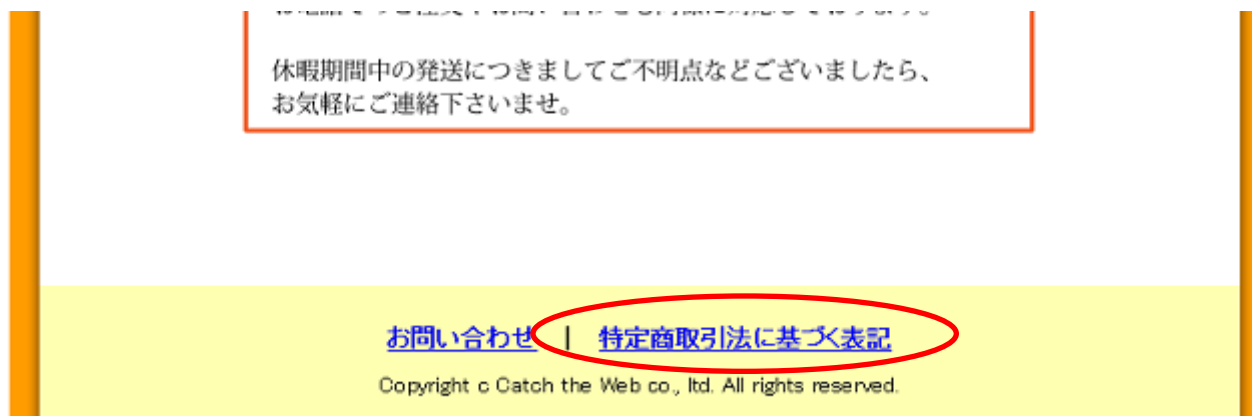 休暇期間中の発送につきましてご不明点などございましたら、
お気軽にご連絡下さいませ。
お問い合わせ | 特定商取引法に基づく表記
Copyright c Catch the Web co., ltd. All rights reserved.